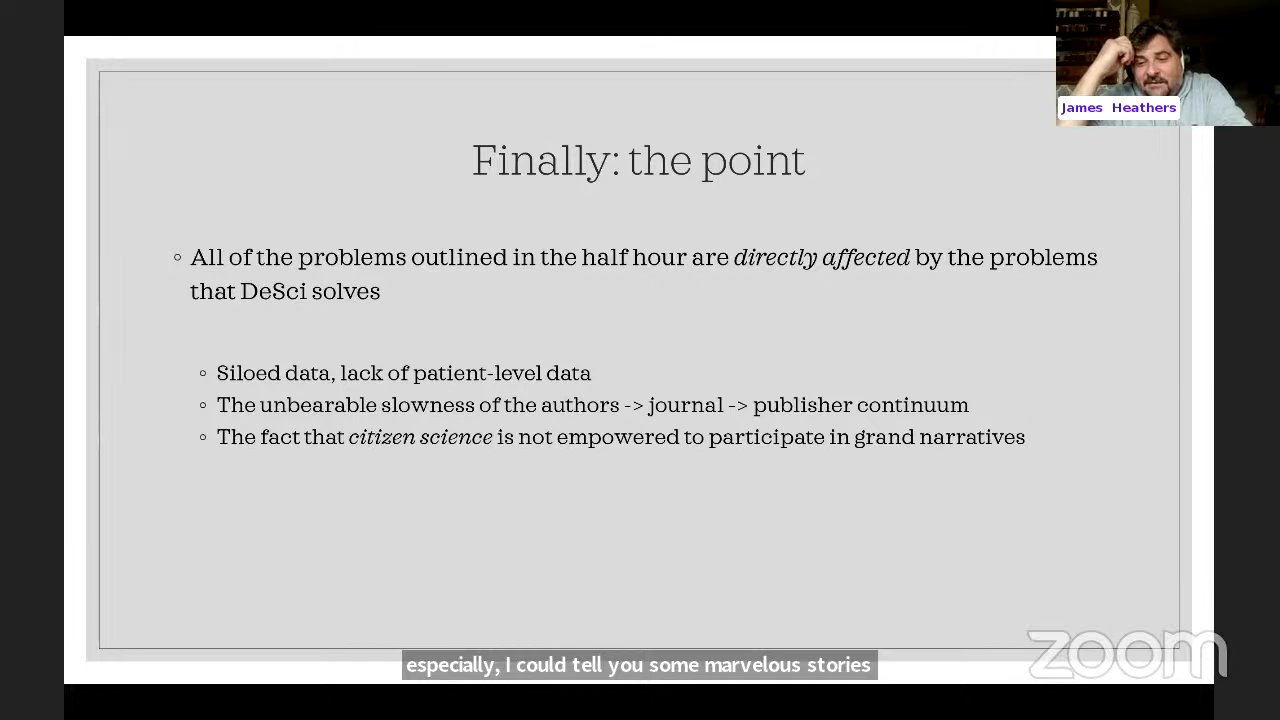 James Heathers
Finally: the point
◦ All of the problems outlined in the half hour are directly affected by the problems
that DeSci solves
◦ Siloed data, lack of patient-level data
◦ The unbearable slowness of the authors -> journal -> publisher continuum
◦ The fact that citizen science is not empowered to participate in grand narratives
especially, I could tell you some marvelous stories
zoom